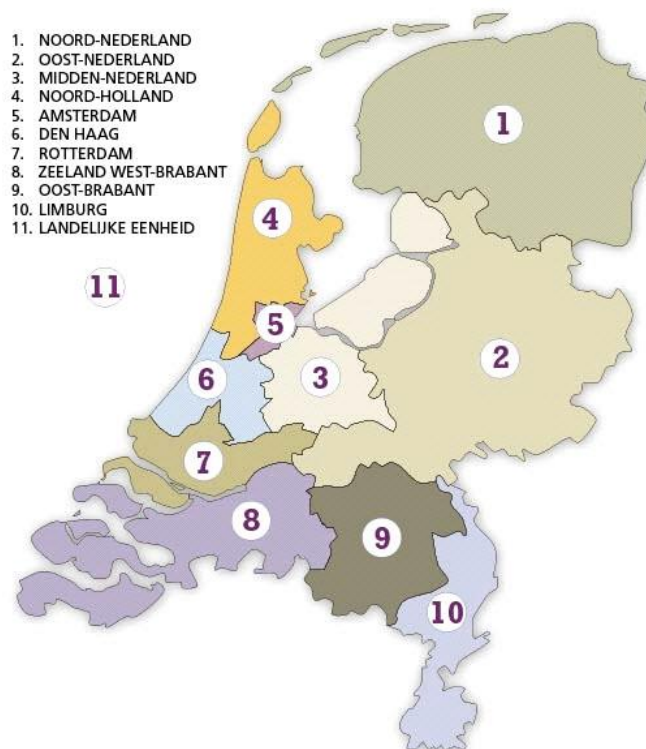 1. NOORD-NEDERLAND
2. OOST-NEDERLAND
3. MIDDEN-NEDERLAND
4. NOORD-HOLLAND
5. AMSTERDAM
6. DEN HAAG
7. ROTTERDAM
8. ZEELAND WEST-BRABANT
9. OOST-BRABANT
10. LIMBURG
11. LANDELIJKE EENHEID
1
4
11
5
2
6
3
7
8
9
10